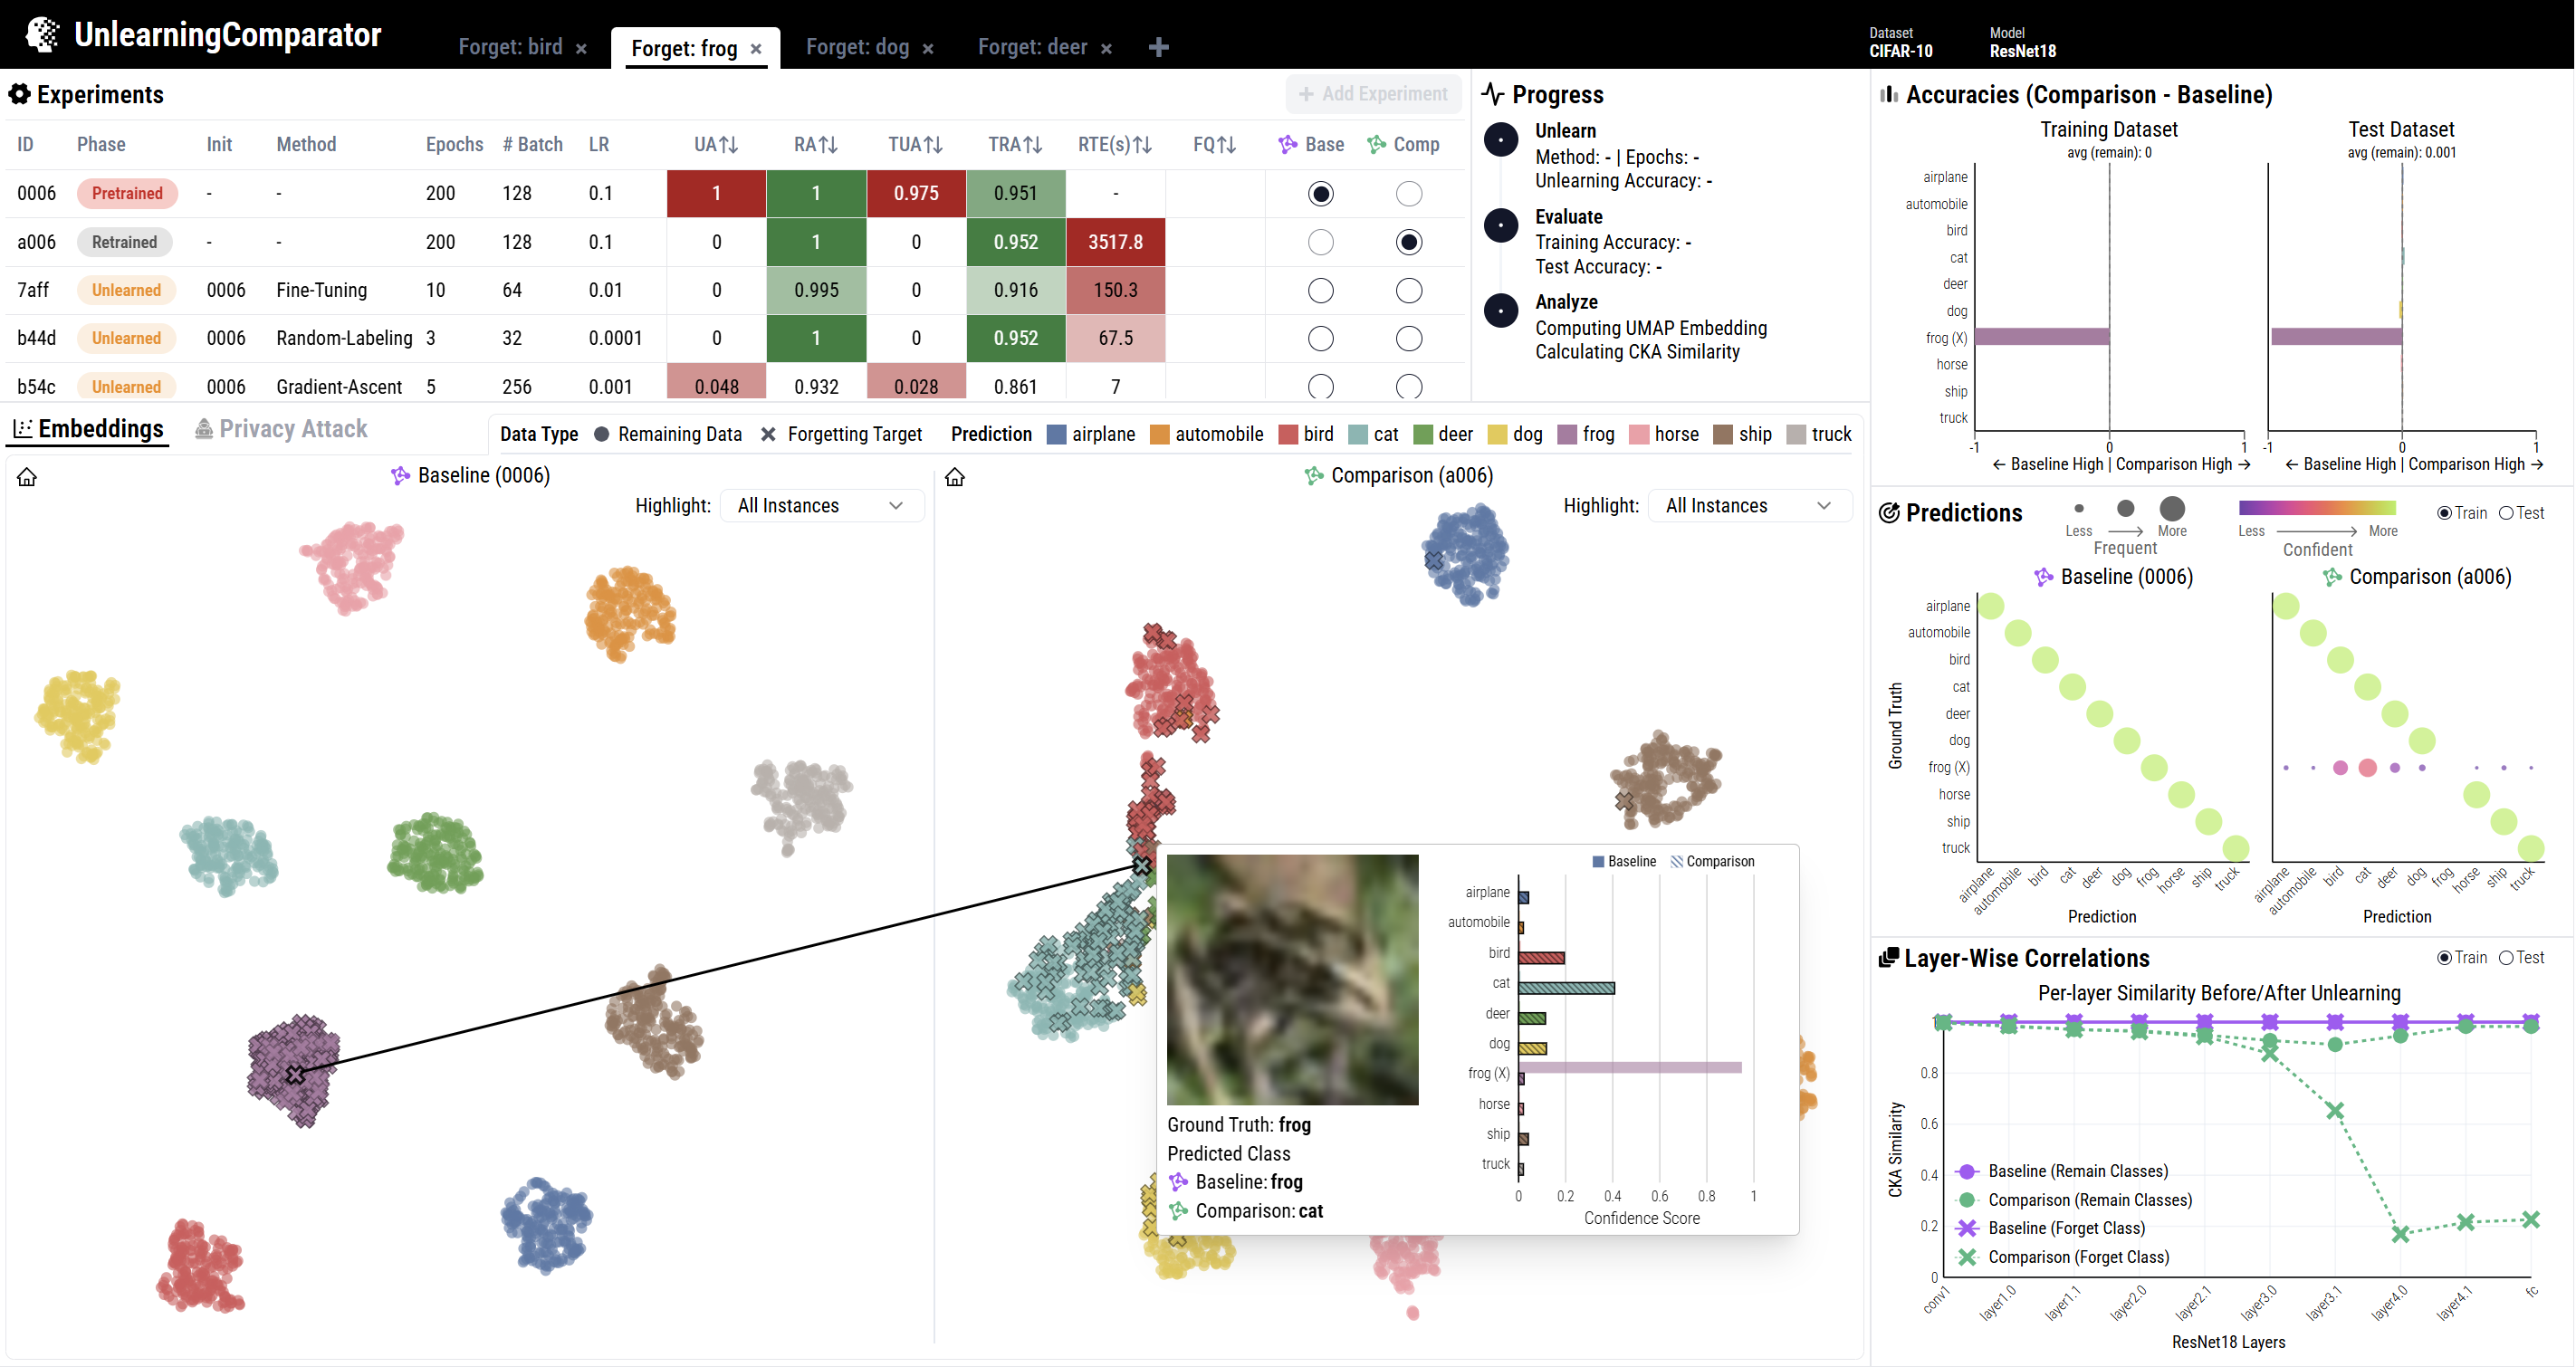 UnlearningComparator
Forget: bird ×
Forget: frog ×
Forget: dog ×
Forget: deer ×
+
Dataset
CIFAR-10
Model
ResNet18
Experiments
+ Add Experiment
ID Phase Init Method Epochs # Batch LR UA↑↓ RA↑↓ TUA↑↓ TRA↑↓ RTE(s)↑↓ FQ↑↓ Base Comp
0006 Pretrained - - 200 128 0.1 1 1 0.975 0.951 -
a006 Retrained - - 200 128 0.1 0 1 0 0.952 3517.8
7aff Unlearned 0006 Fine-Tuning 10 64 0.01 0 0.995 0 0.916 150.3
b44d Unlearned 0006 Random-Labeling 3 32 0.0001 0 1 0 0.952 67.5
b54c Unlearned 0006 Gradient-Ascent 5 256 0.001 0.048 0.932 0.028 0.861 7
Progress
Unlearn
Method: - | Epochs: -
Unlearning Accuracy: -
Evaluate
Training Accuracy: -
Test Accuracy: -
Analyze
Computing UMAP Embedding
Calculating CKA Similarity
Accuracies (Comparison - Baseline)
Training Dataset
avg (remain): 0
Test Dataset
avg (remain): 0.001
airplane
automobile
bird
cat
deer
dog
frog (X)
horse
ship
truck
-1 0 1
-1 0 1
← Baseline High | Comparison High →
← Baseline High | Comparison High →
Embeddings
Privacy Attack
Data Type Remaining Data Forgetting Target Prediction airplane automobile bird cat deer dog frog horse ship truck
Baseline (0006)
Highlight: All Instances
Comparison (a006)
Highlight: All Instances
Baseline Comparison
airplane
automobile
bird
cat
deer
dog
frog (X)
horse
ship
truck
0 0.2 0.4 0.6 0.8 1
Confidence Score
Ground Truth: frog
Predicted Class
Baseline: frog
Comparison: cat
Predictions
Less → More
Frequent
Less → More
Confident
Train Test
Baseline (0006)
Comparison (a006)
Ground Truth
airplane
automobile
bird
cat
deer
dog
frog (X)
horse
ship
truck
airplane automobile bird cat deer dog frog horse ship truck
airplane automobile bird cat deer dog frog horse ship truck
Prediction
Prediction
Layer-Wise Correlations
Train Test
Per-layer Similarity Before/After Unlearning
CKA Similarity
1
0.8
0.6
0.4
0.2
0
Baseline (Remain Classes)
Comparison (Remain Classes)
Baseline (Forget Class)
Comparison (Forget Class)
conv1 layer1.0 layer1.1 layer2.0 layer2.1 layer3.0 layer3.1 layer4.0 layer4.1 fc
ResNet18 Layers